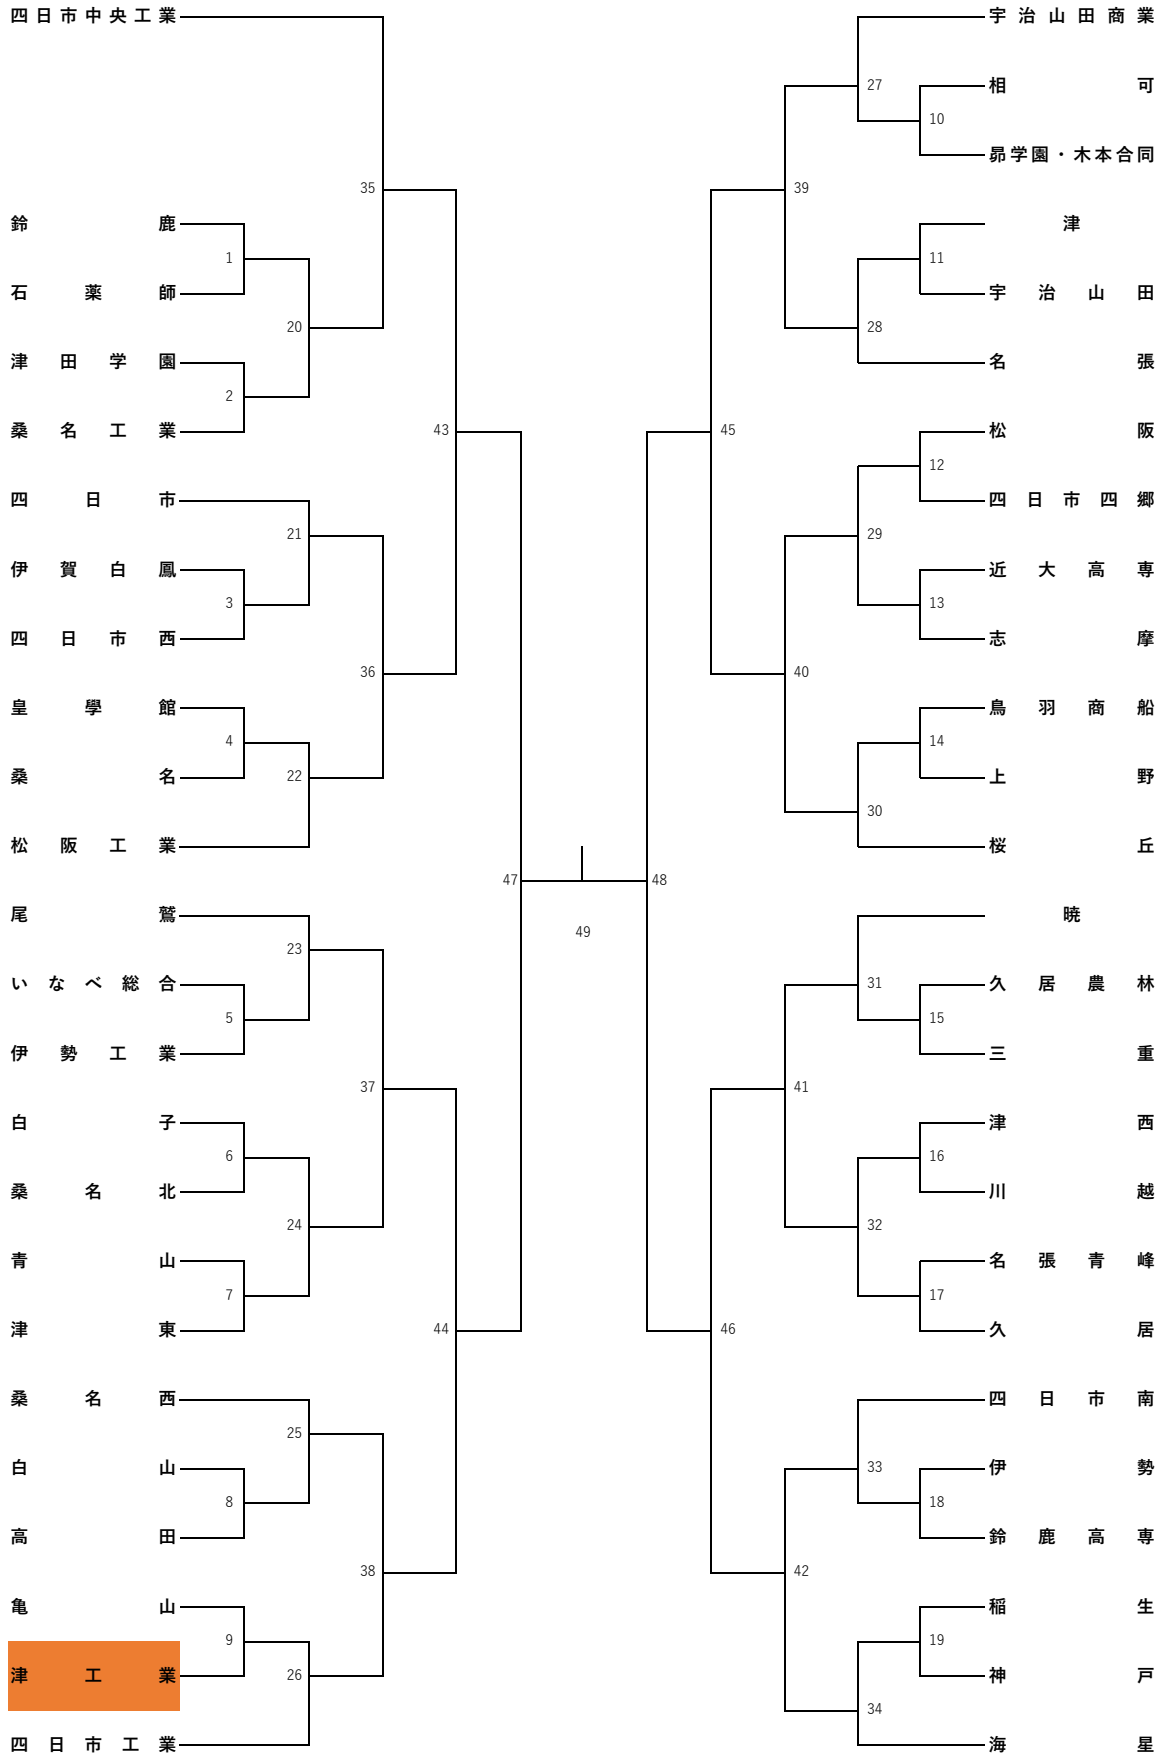 四日市中央工業
鈴鹿
石薬師
津田学園
桑名工業
四日市
伊賀白鳳
四日市西
皇學館
桑名
松阪工業
尾鷲
いなべ総合
伊勢工業
白子
桑名北
青山
津東
桑名西
白山
高田
亀山
津工業
四日市工業
1
2
3
4
5
6
7
8
9
20
21
22
23
24
25
26
35
36
37
38
43
44
47
49
48
45
46
39
40
41
42
27
28
29
30
31
32
33
34
10
11
12
13
14
15
16
17
18
19
宇治山田商業
相可
昴学園・木本合同
津
宇治山田
名張
松阪
四日市四郷
近大高専
志摩
鳥羽商船
上野
桜丘
暁
久居農林
三重
津西
川越
名張青峰
久居
四日市南
伊勢
鈴鹿高専
稲生
神戸
海星